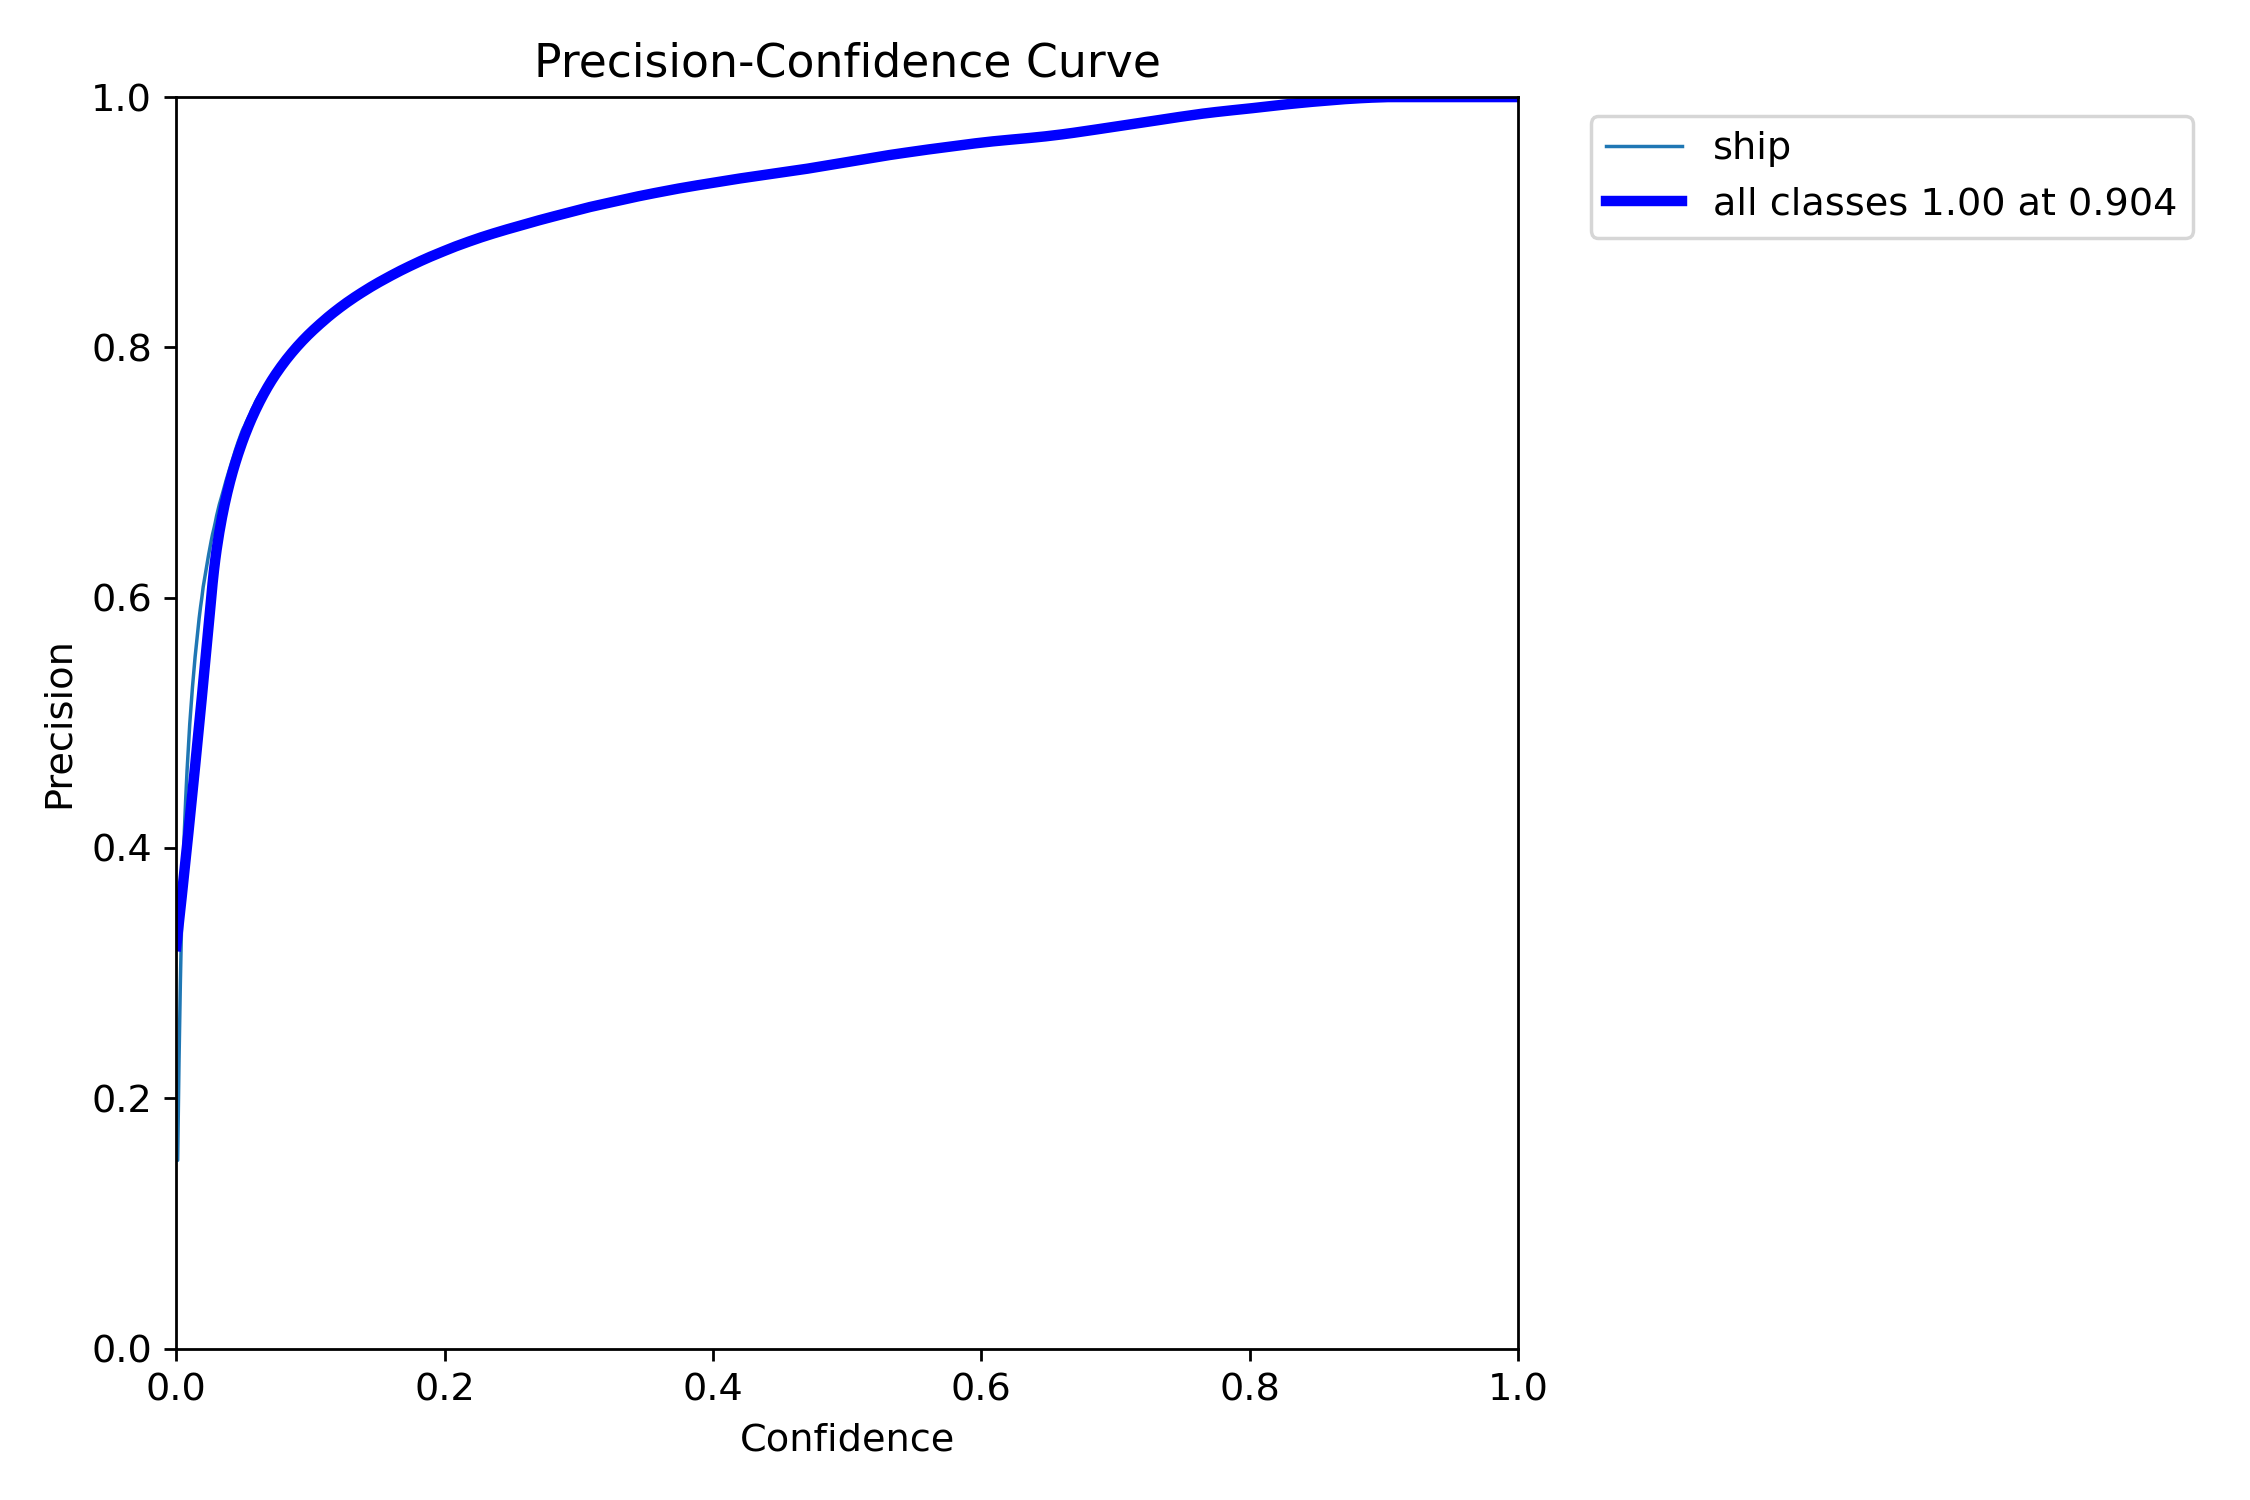 Precision-Confidence Curve
1.0
0.8
0.6
0.4
0.2
0.0
Precision
0.0 0.2 0.4 0.6 0.8 1.0
Confidence
ship
all classes 1.00 at 0.904